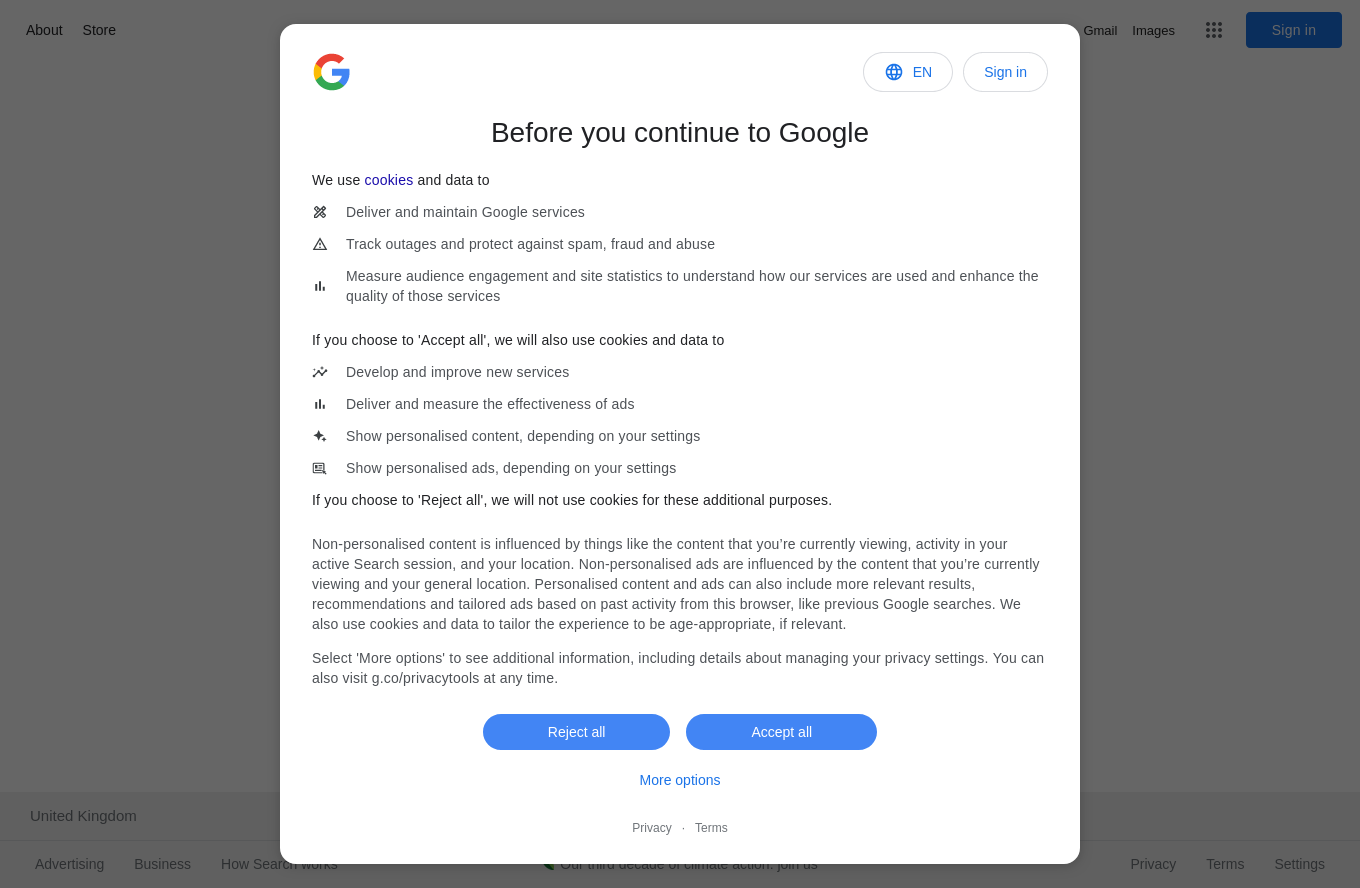 About Store
Gmail Images
Sign in
EN
Sign in
Before you continue to Google
We use cookies and data to
Deliver and maintain Google services
Track outages and protect against spam, fraud and abuse
Measure audience engagement and site statistics to understand how our services are used and enhance the
quality of those services
If you choose to 'Accept all', we will also use cookies and data to
Develop and improve new services
Deliver and measure the effectiveness of ads
Show personalised content, depending on your settings
Show personalised ads, depending on your settings
If you choose to 'Reject all', we will not use cookies for these additional purposes.
Non-personalised content is influenced by things like the content that you’re currently viewing, activity in your
active Search session, and your location. Non-personalised ads are influenced by the content that you’re currently
viewing and your general location. Personalised content and ads can also include more relevant results,
recommendations and tailored ads based on past activity from this browser, like previous Google searches. We
also use cookies and data to tailor the experience to be age-appropriate, if relevant.
Select 'More options' to see additional information, including details about managing your privacy settings. You can
also visit g.co/privacytools at any time.
Reject all Accept all
More options
Privacy · Terms
United Kingdom
Advertising Business How Search works Our third decade of climate action: join us Privacy Terms Settings